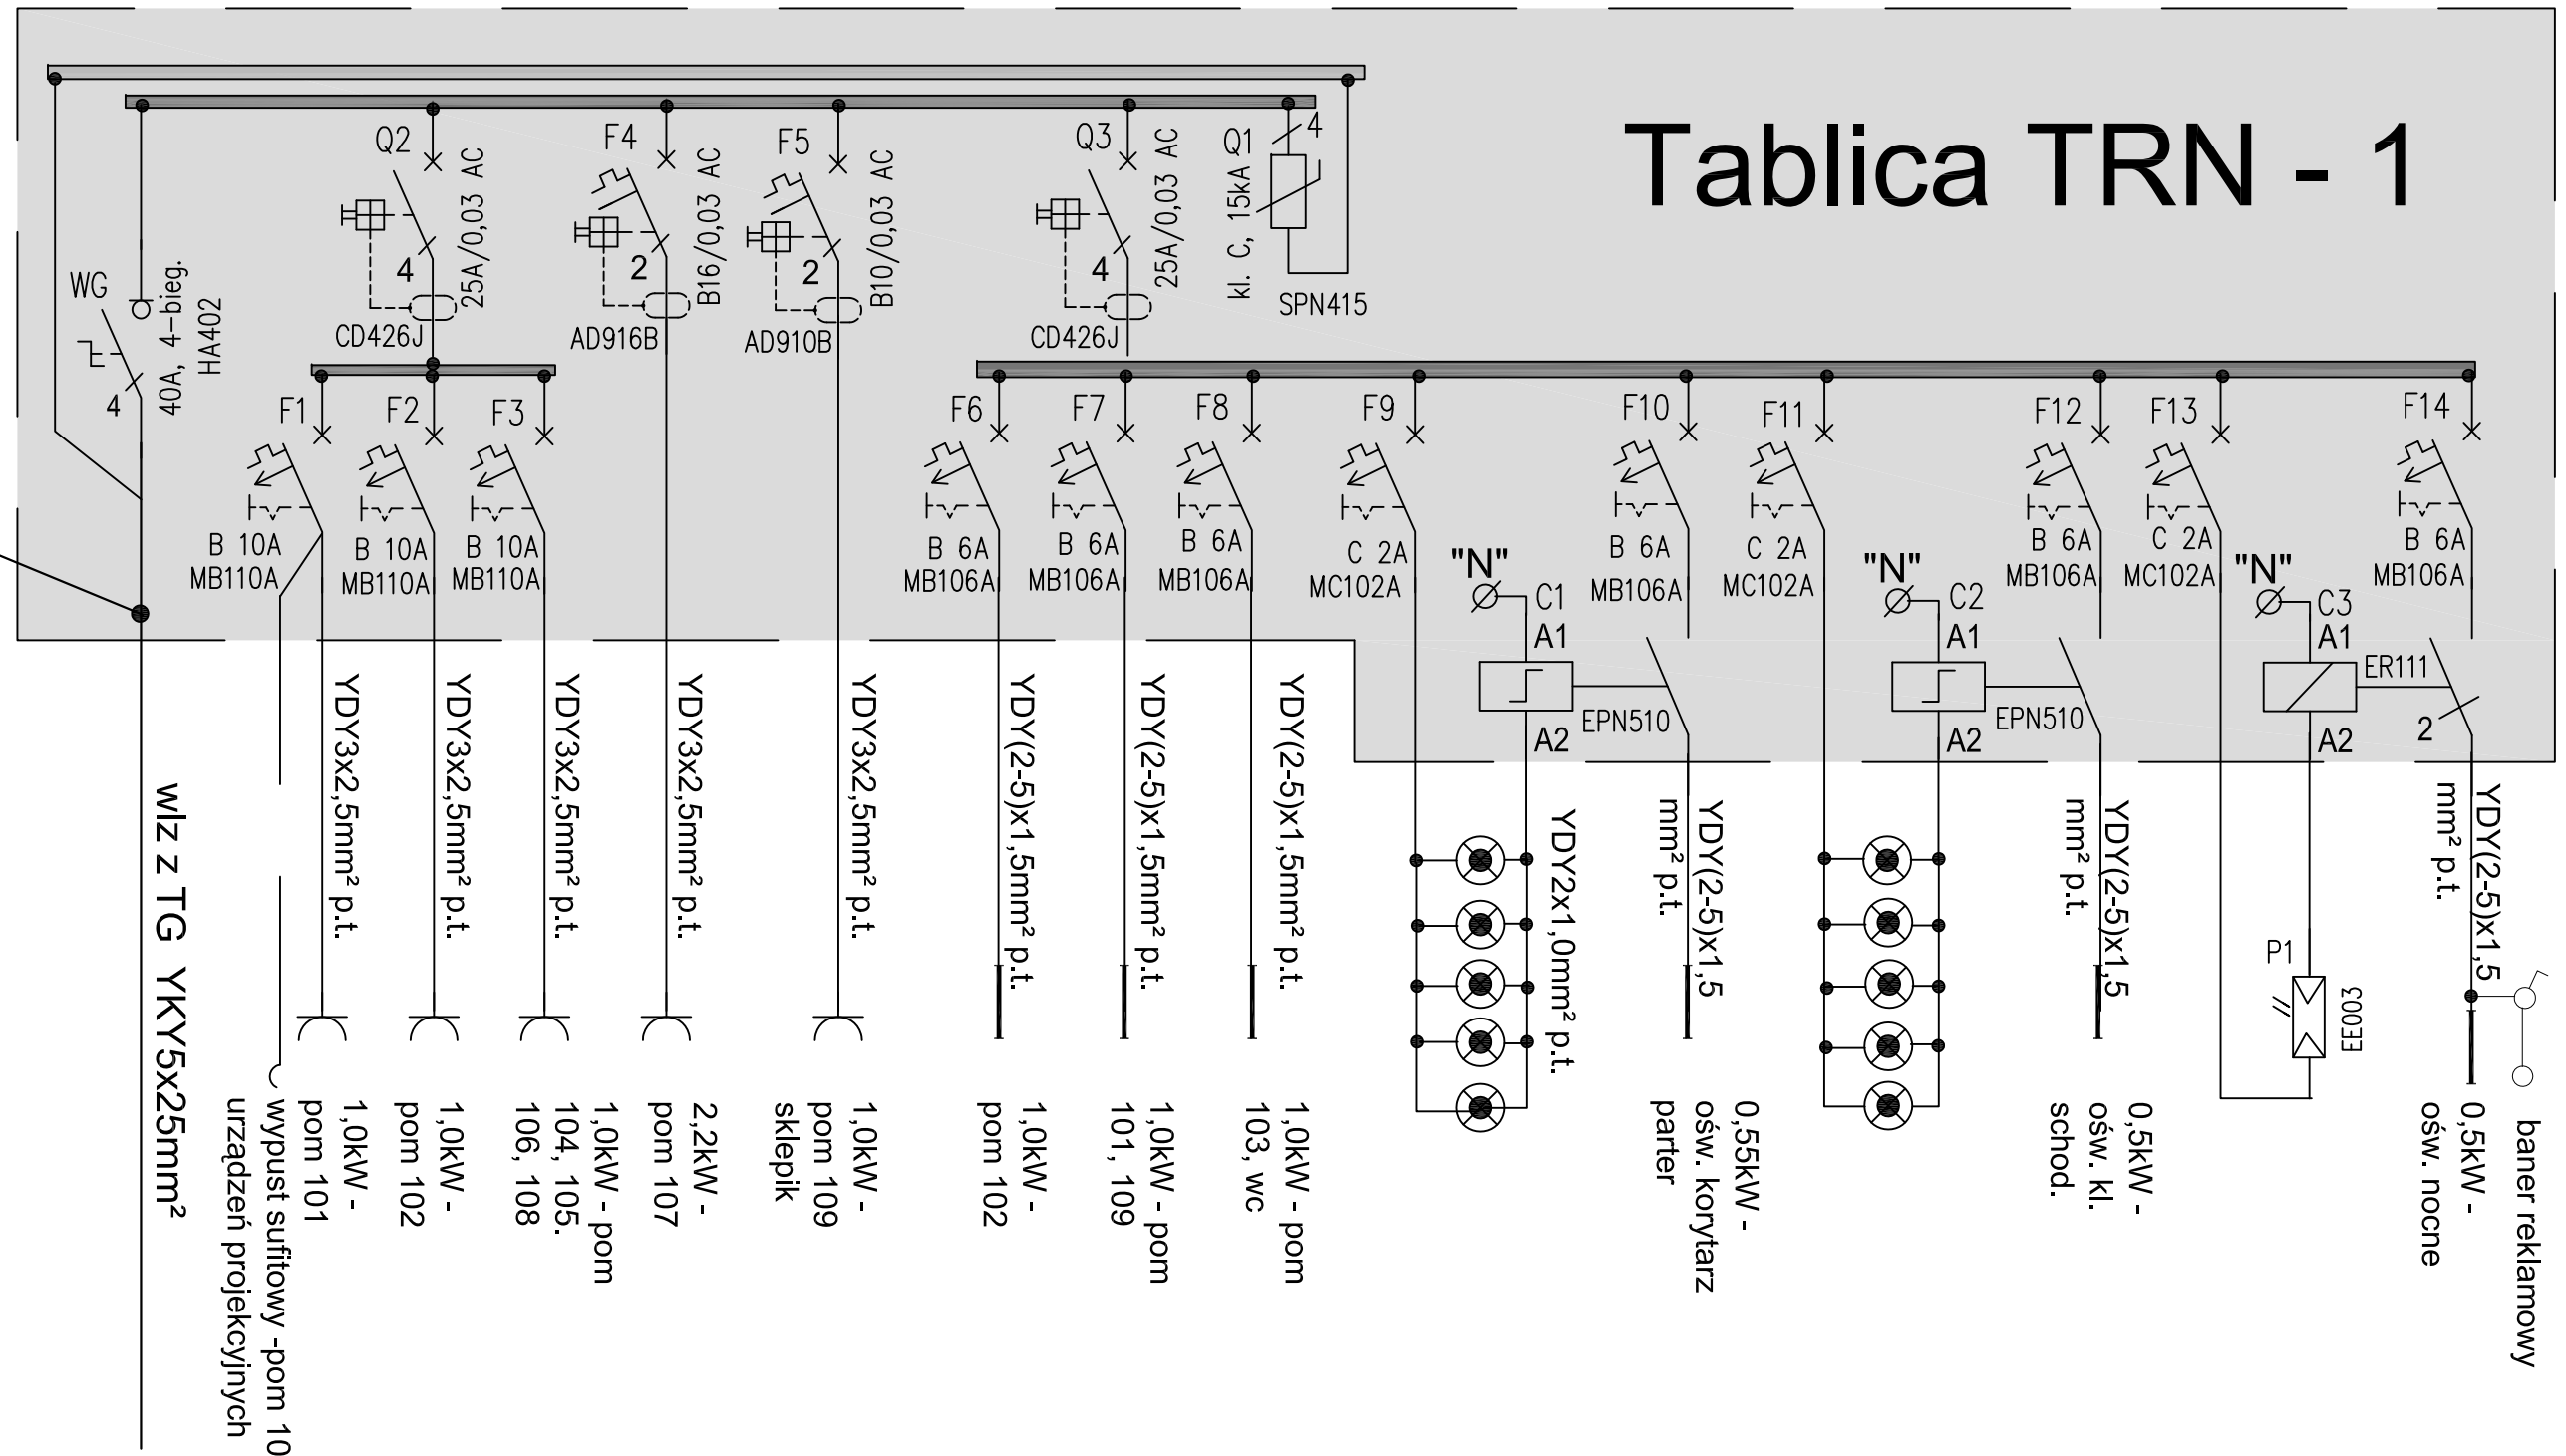 Tablica TRN - 1
WG
4
40A, 4-bieg.
HA402
Q2
4
25A/0,03 AC
CD426J
F4
2
B16/0,03 AC
AD916B
F5
2
B10/0,03 AC
AD910B
Q3
4
25A/0,03 AC
CD426J
Q1
4
kl. C, 15kA
SPN415
F1
B 10A
MB110A
F2
B 10A
MB110A
F3
B 10A
MB110A
F6
B 6A
MB106A
F7
B 6A
MB106A
F8
B 6A
MB106A
F9
C 2A
MC102A
"N"
C1
A1
A2
EPN510
F10
B 6A
MB106A
F11
C 2A
MC102A
"N"
C2
A1
A2
EPN510
F12
B 6A
MB106A
F13
C 2A
MC102A
"N"
C3
A1
A2
ER111
F14
B 6A
MB106A
2
wlz z TG YKY5x25mm²
YDY3x2,5mm² p.t.
YDY3x2,5mm² p.t.
YDY3x2,5mm² p.t.
YDY3x2,5mm² p.t.
YDY3x2,5mm² p.t.
YDY(2-5)x1,5mm² p.t.
YDY(2-5)x1,5mm² p.t.
YDY(2-5)x1,5mm² p.t.
YDY2x1,0mm² p.t.
YDY(2-5)x1,5
mm² p.t.
YDY(2-5)x1,5
mm² p.t.
P1
EE003
YDY(2-5)x1,5
mm² p.t.
wypust sufitowy -pom 10
urządzeń projekcyjnych
1,0kW -
pom 101
1,0kW -
pom 102
1,0kW - pom
104, 105.
106, 108
2,2kW -
pom 107
1,0kW -
pom 109
sklepik
1,0kW -
pom 102
1,0kW - pom
101, 109
1,0kW - pom
103, wc
0,55kW -
ośw. korytarz
parter
0,5kW -
ośw. kl.
schod.
0,5kW -
ośw. nocne
baner reklamowy